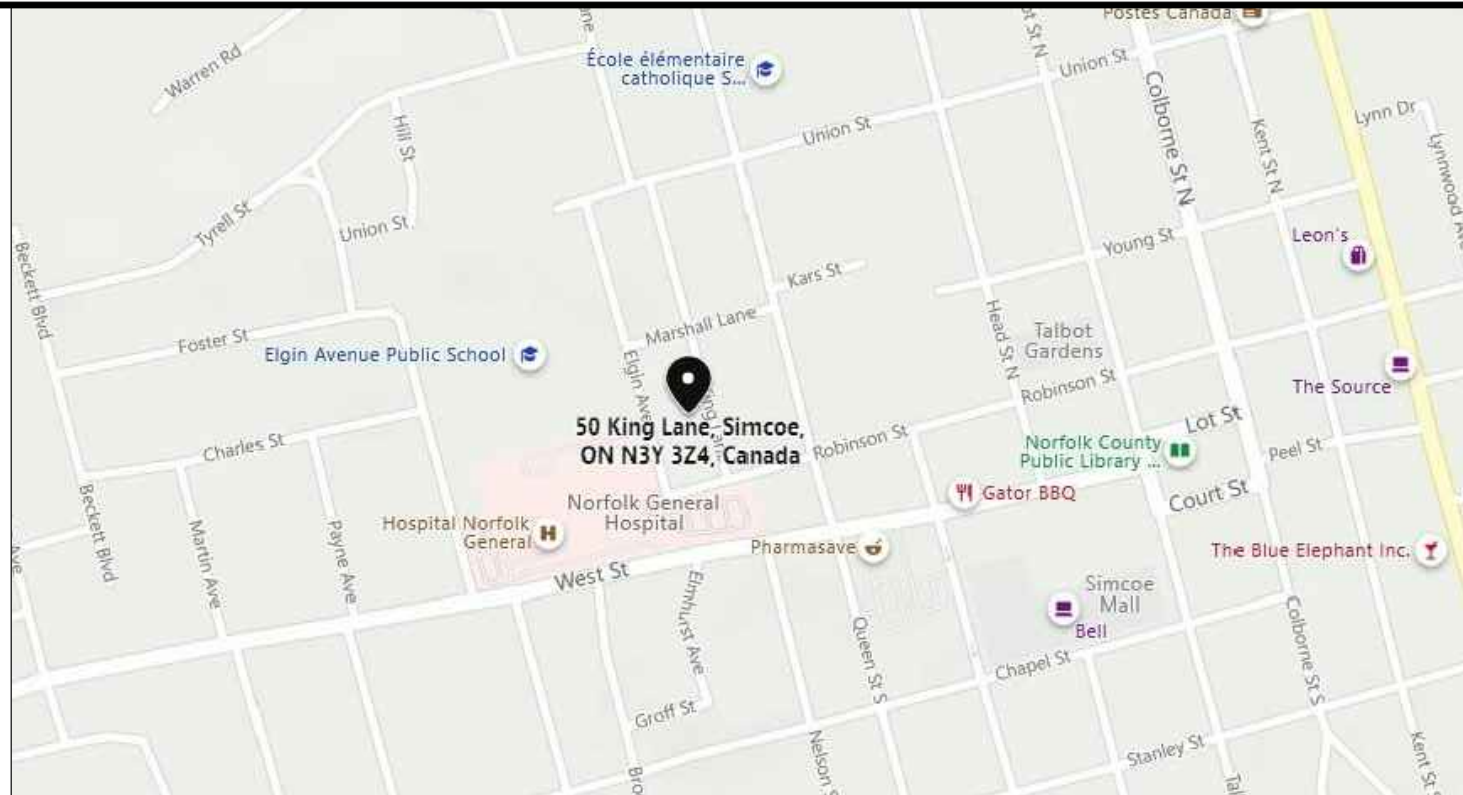 Postes Canada
École élémentaire
catholique S...
Warren Rd
Union St
Colborne St N
Lynn Dr
Hill St
Union St
Kent St N
Tyrell St
Union St
Beckett Blvd
Young St
Leon's
Kars St
Marshall Lane
Head St N
Talbot
Gardens
Foster St
Elgin Avenue Public School
Robinson St
The Source
50 King Lane, Simcoe,
ON N3Y 3Z4, Canada
Lot St
Charles St
Robinson St
Norfolk County
Public Library ...
Peel St
Beckett Blvd
Gator BBQ
Court St
Norfolk General
Hospital
Hospital Norfolk
General
Martin Ave
Payne Ave
Pharmasave
The Blue Elephant Inc.
West St
Elmhurst Ave
Simcoe
Mall
Bell
Queen St S
Colborne St S
Chapel St
Groff St
Stanley St
Nelson S
Kent St S
Bro
Tal